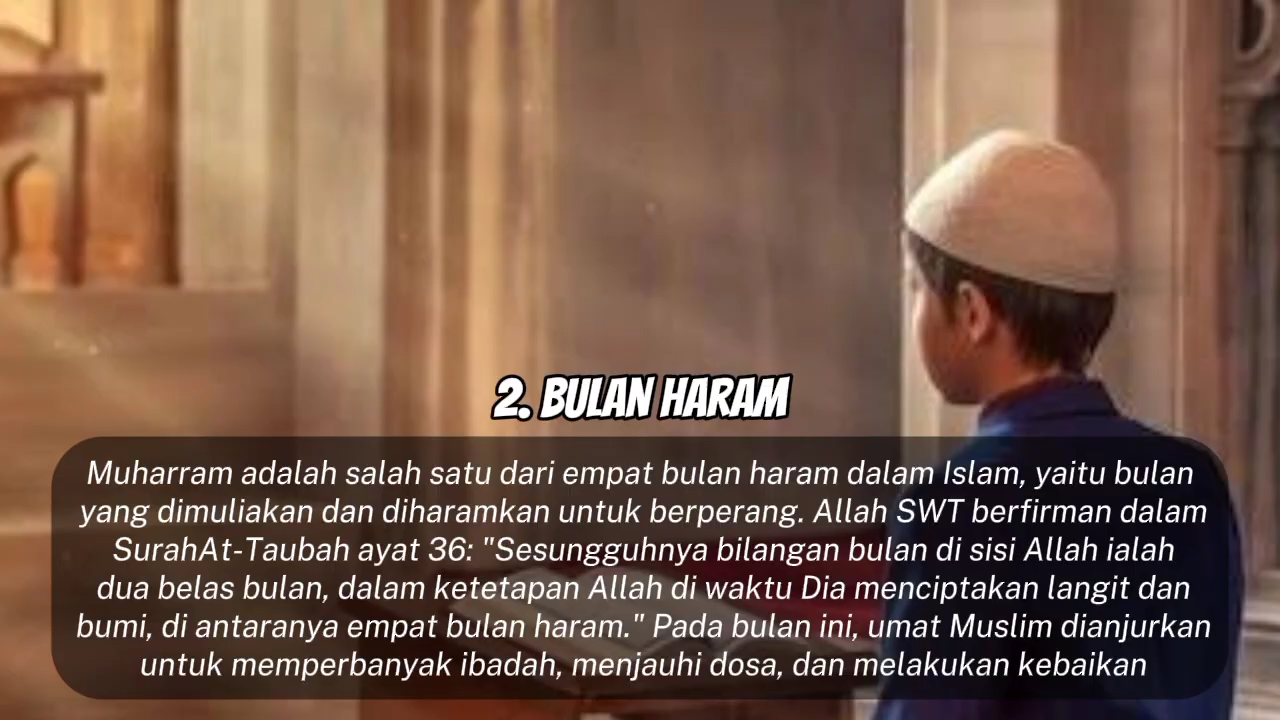 2. BULAN HARAM
Muharram adalah salah satu dari empat bulan haram dalam Islam, yaitu bulan
yang dimuliakan dan diharamkan untuk berperang. Allah SWT berfirman dalam
SurahAt-Taubah ayat 36: "Sesungguhnya bilangan bulan di sisi Allah ialah
dua belas bulan, dalam ketetapan Allah di waktu Dia menciptakan langit dan
bumi, di antaranya empat bulan haram." Pada bulan ini, umat Muslim dianjurkan
untuk memperbanyak ibadah, menjauhi dosa, dan melakukan kebaikan